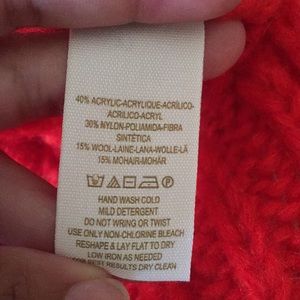 40% ACRYLIC-ACRYLIQUE-ACRÍLICO-
ACRILICO-ACRYL
30% NYLON-POLIAMIDA-FIBRA
SINTÉTICA
15% WOOL-LAINE-LANA-WOLLE-LÃ
15% MOHAIR-MOHÁR
HAND WASH COLD
MILD DETERGENT
DO NOT WRING OR TWIST
USE ONLY NON-CHLORINE BLEACH
RESHAPE & LAY FLAT TO DRY
LOW IRON AS NEEDED
RESULTS DRY CLEAN